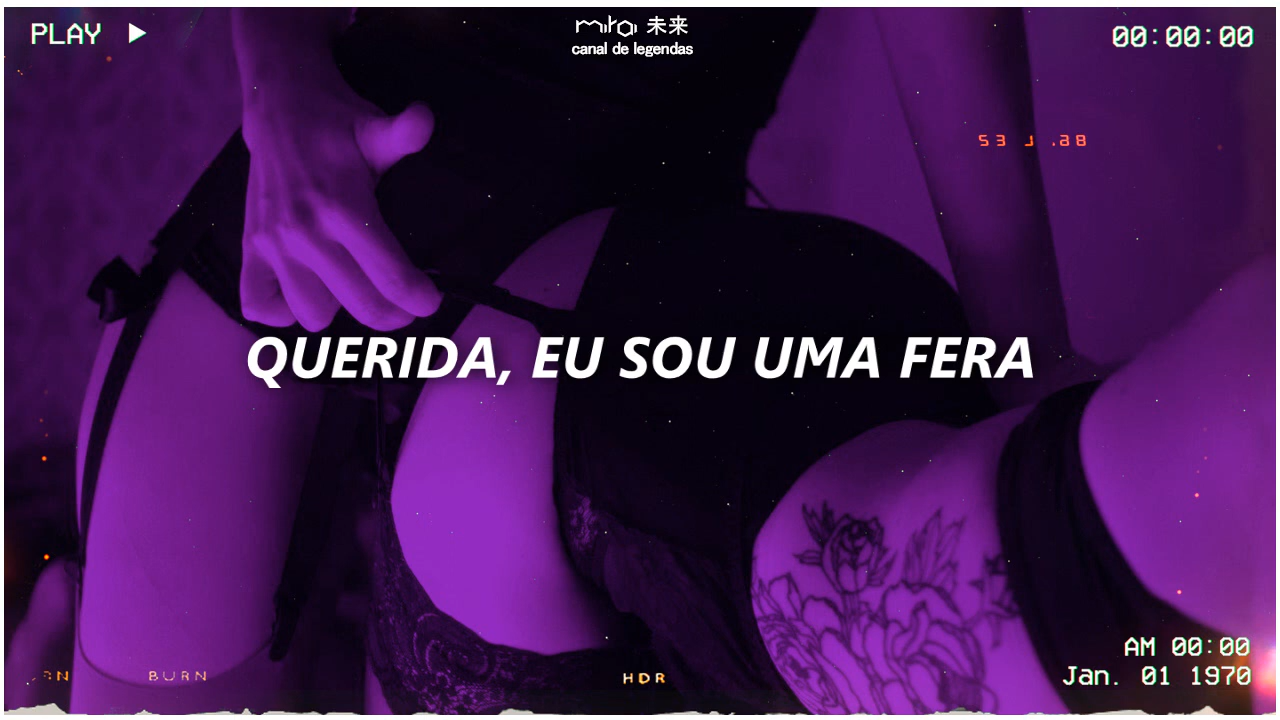 PLAY
mirai 未来
canal de legendas
00:00:00
QUERIDA, EU SOU UMA FERA
BURN
HDR
AM 00:00
Jan. 01 1970